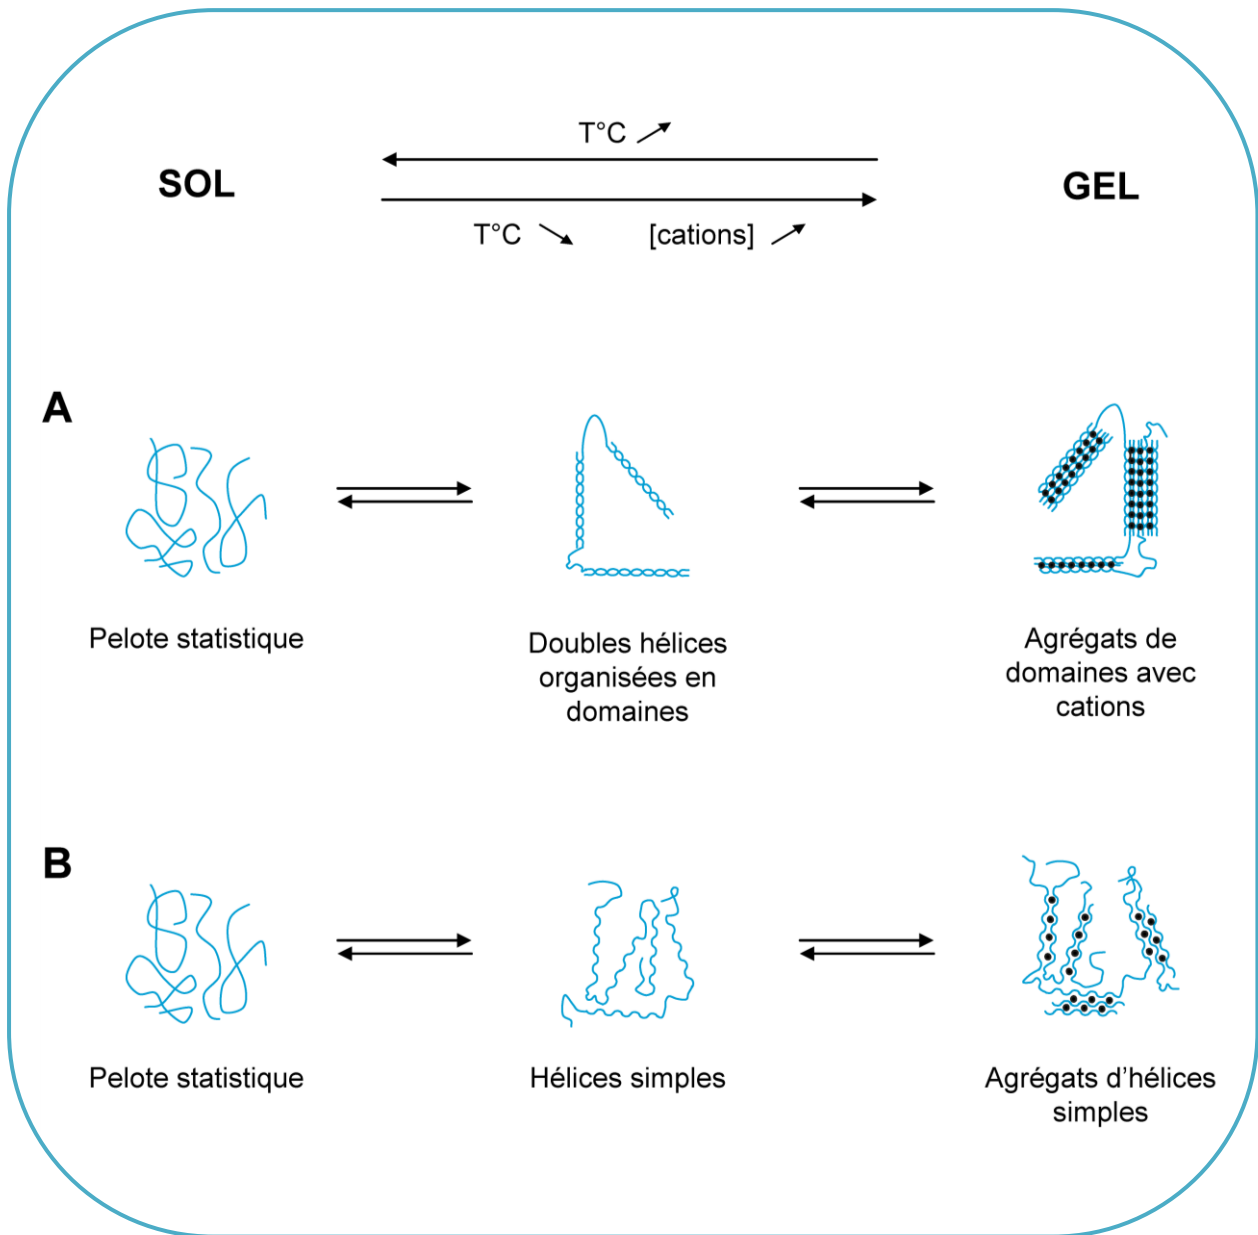 T°C
SOL
GEL
T°C [cations]
A
Pelote statistique
Doubles hélices
organisées en
domaines
Agrégats de
domaines avec
cations
B
Pelote statistique
Hélices simples
Agrégats d’hélices
simples